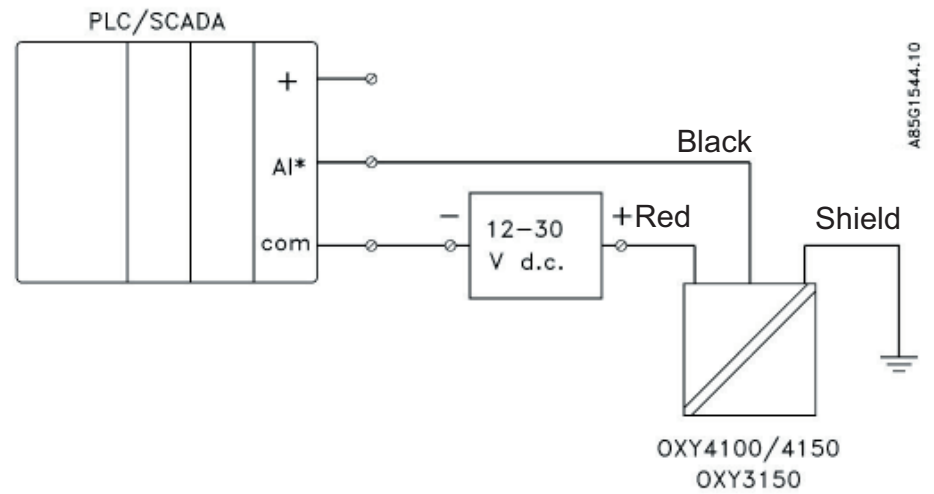 PLC/SCADA
+
A85G1544.10
Black
AI*
− 12−30 +Red Shield
com V d.c.
OXY4100/4150
OXY3150